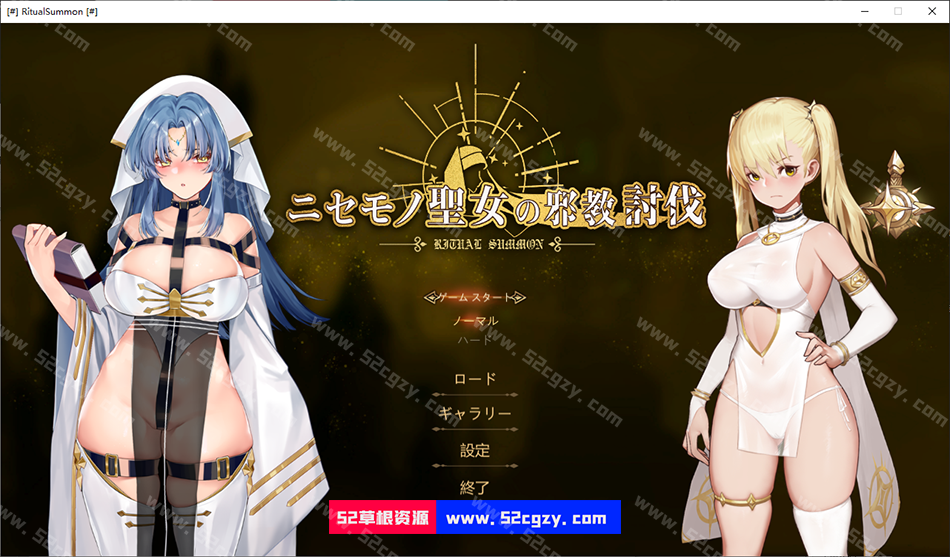 [#] RitualSummon [#]
ニセモノ聖女の邪教討伐
RITUAL SUMMON
ゲームスタート
ノーマル
ハード
ロード
ギャラリー
設定
終了
52草根资源 www.52cgzy.com
www.52cgzy.com